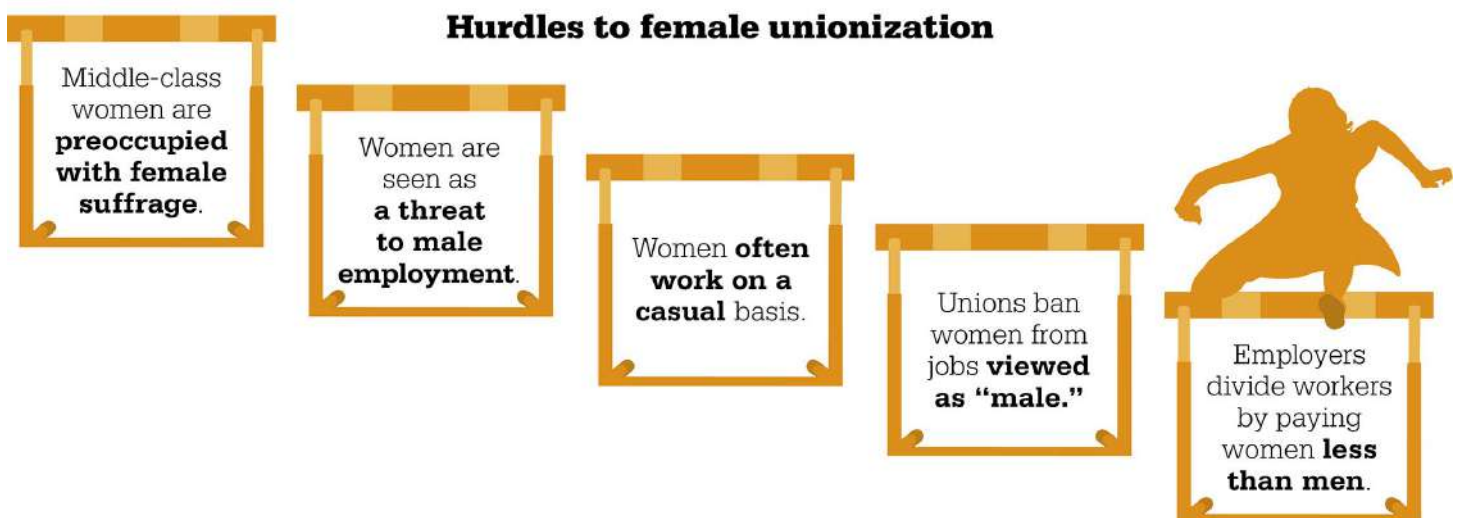 Hurdles to female unionization
Middle-class
women are
preoccupied
with female
suffrage.
Women are
seen as
a threat
to male
employment.
Women often
work on a
casual basis.
Unions ban
women from
jobs viewed
as “male.”
Employers
divide workers
by paying
women less
than men.